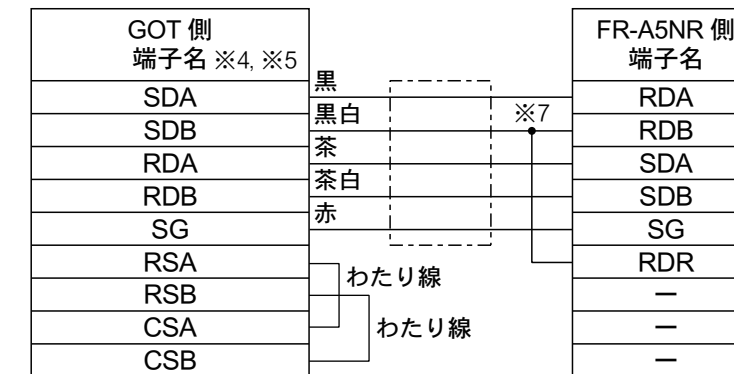 GOT 側
端子名 ※4, ※5
FR-A5NR 側
端子名
SDA
黒
RDA
SDB
黒白
※7
RDB
RDA
茶
SDA
RDB
茶白
SDB
SG
赤
SG
RSA
わたり線
RDR
RSB
ー
CSA
わたり線
ー
CSB
ー